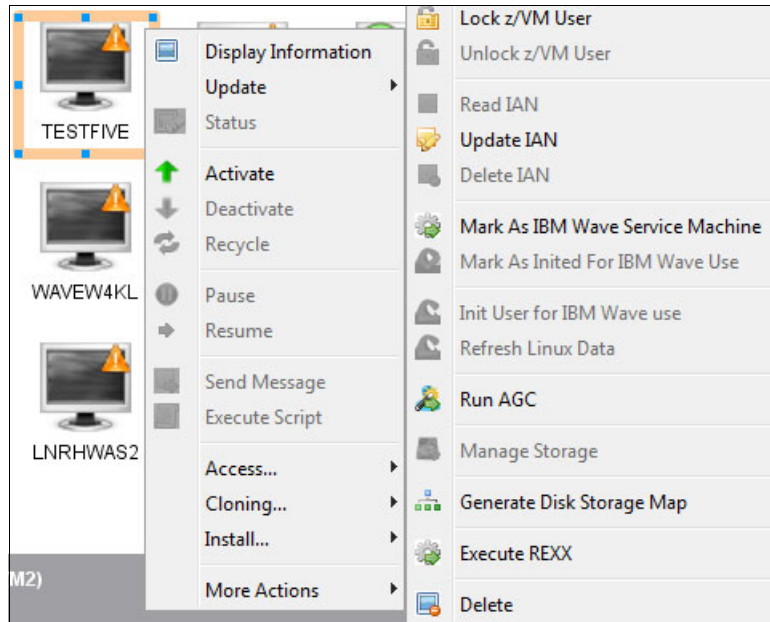 TESTFIVE
WAVEW4KL
LNRHWAS2
M2)
Display Information
Update
Status
Activate
Deactivate
Recycle
Pause
Resume
Send Message
Execute Script
Access...
Cloning...
Install...
More Actions
Lock z/VM User
Unlock z/VM User
Read IAN
Update IAN
Delete IAN
Mark As IBM Wave Service Machine
Mark As Inited For IBM Wave Use
Init User for IBM Wave use
Refresh Linux Data
Run AGC
Manage Storage
Generate Disk Storage Map
Execute REXX
Delete